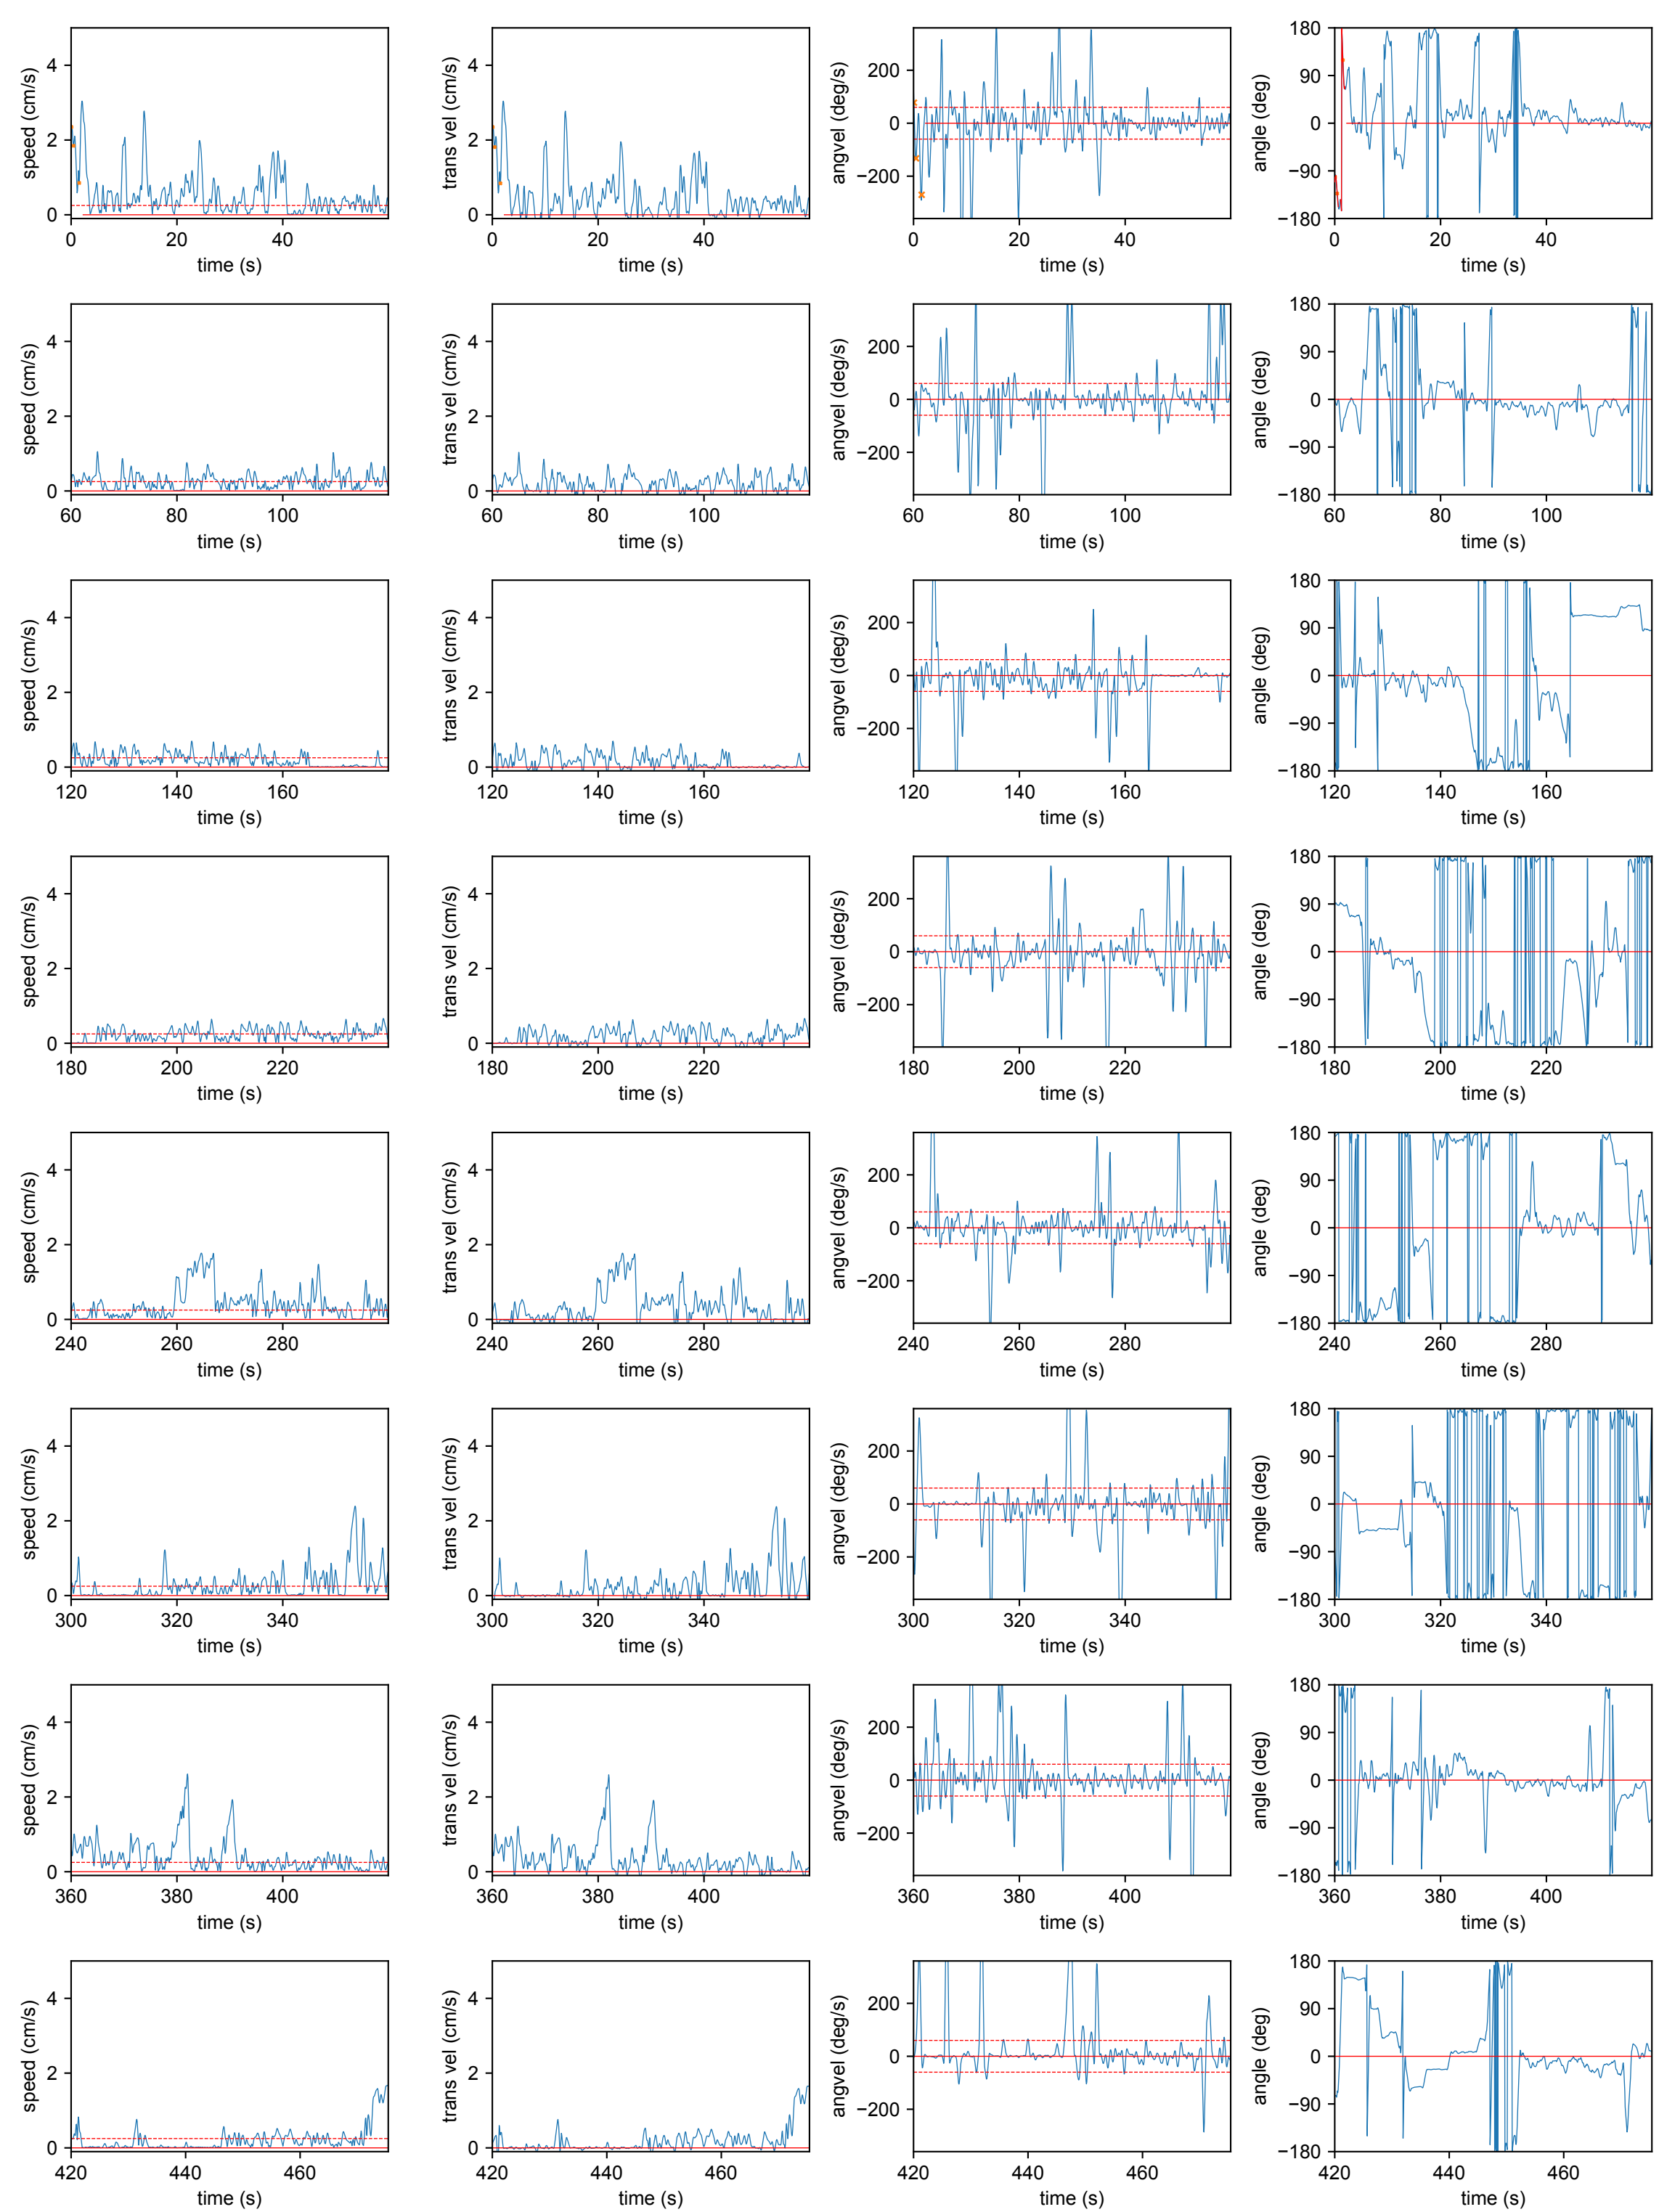 speed (cm/s) 4 2 0 0 20 40 time (s)
trans vel (cm/s) 4 2 0 0 20 40 time (s)
angvel (deg/s) 200 0 −200 0 20 40 time (s)
angle (deg) 180 90 0 −90 −180 0 20 40 time (s)
speed (cm/s) 4 2 0 60 80 100 time (s)
trans vel (cm/s) 4 2 0 60 80 100 time (s)
angvel (deg/s) 200 0 −200 60 80 100 time (s)
angle (deg) 180 90 0 −90 −180 60 80 100 time (s)
speed (cm/s) 4 2 0 120 140 160 time (s)
trans vel (cm/s) 4 2 0 120 140 160 time (s)
angvel (deg/s) 200 0 −200 120 140 160 time (s)
angle (deg) 180 90 0 −90 −180 120 140 160 time (s)
speed (cm/s) 4 2 0 180 200 220 time (s)
trans vel (cm/s) 4 2 0 180 200 220 time (s)
angvel (deg/s) 200 0 −200 180 200 220 time (s)
angle (deg) 180 90 0 −90 −180 180 200 220 time (s)
speed (cm/s) 4 2 0 240 260 280 time (s)
trans vel (cm/s) 4 2 0 240 260 280 time (s)
angvel (deg/s) 200 0 −200 240 260 280 time (s)
angle (deg) 180 90 0 −90 −180 240 260 280 time (s)
speed (cm/s) 4 2 0 300 320 340 time (s)
trans vel (cm/s) 4 2 0 300 320 340 time (s)
angvel (deg/s) 200 0 −200 300 320 340 time (s)
angle (deg) 180 90 0 −90 −180 300 320 340 time (s)
speed (cm/s) 4 2 0 360 380 400 time (s)
trans vel (cm/s) 4 2 0 360 380 400 time (s)
angvel (deg/s) 200 0 −200 360 380 400 time (s)
angle (deg) 180 90 0 −90 −180 360 380 400 time (s)
speed (cm/s) 4 2 0 420 440 460 time (s)
trans vel (cm/s) 4 2 0 420 440 460 time (s)
angvel (deg/s) 200 0 −200 420 440 460 time (s)
angle (deg) 180 90 0 −90 −180 420 440 460 time (s)